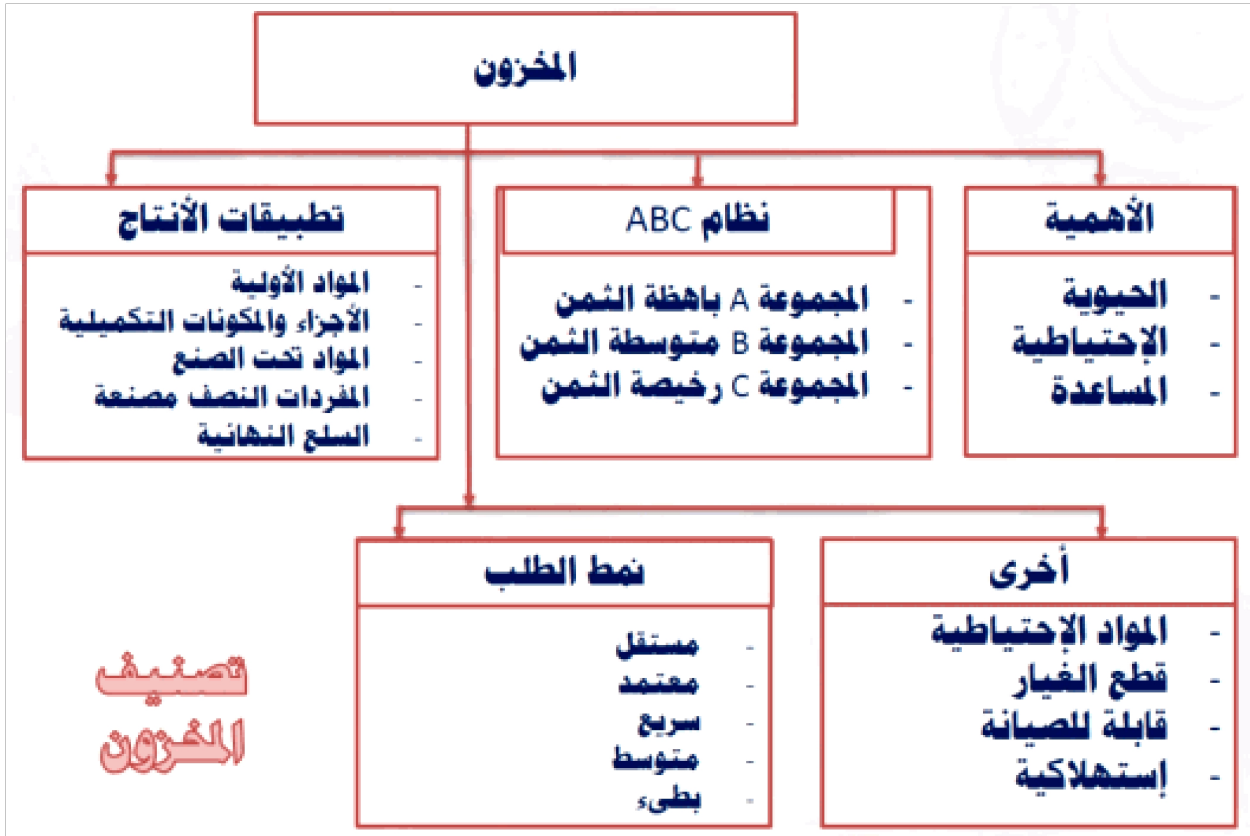 المخزون
الأهمية
- الحيوية
- الإحتياطية
- المساعدة
نظام ABC
- المجموعة A باهظة الثمن
- المجموعة B متوسطة الثمن
- المجموعة C رخيصة الثمن
تطبيقات الأنتاج
- المواد الأولية
- الأجزاء والمكونات التكميلية
- المواد تحت الصنع
- المفردات النصف مصنعة
- السلع النهائية
أخرى
- المواد الإحتياطية
- قطع الغيار
- قابلة للصيانة
- إستهلاكية
نمط الطلب
- مستقل
- معتمد
- سريع
- متوسط
- بطىء
تصنيف
المخزون